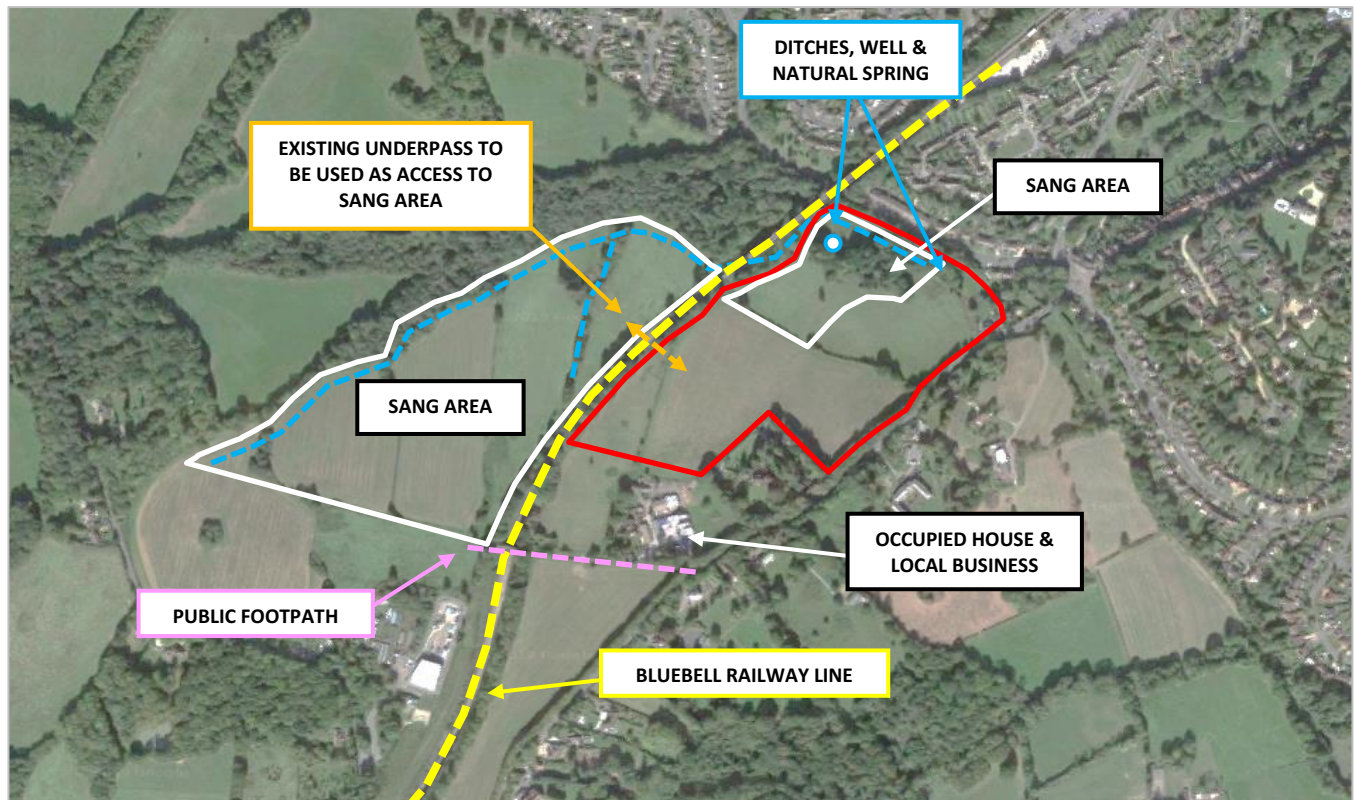 DITCHES, WELL &
NATURAL SPRING
EXISTING UNDERPASS TO
BE USED AS ACCESS TO
SANG AREA
SANG AREA
SANG AREA
OCCUPIED HOUSE &
LOCAL BUSINESS
PUBLIC FOOTPATH
BLUEBELL RAILWAY LINE